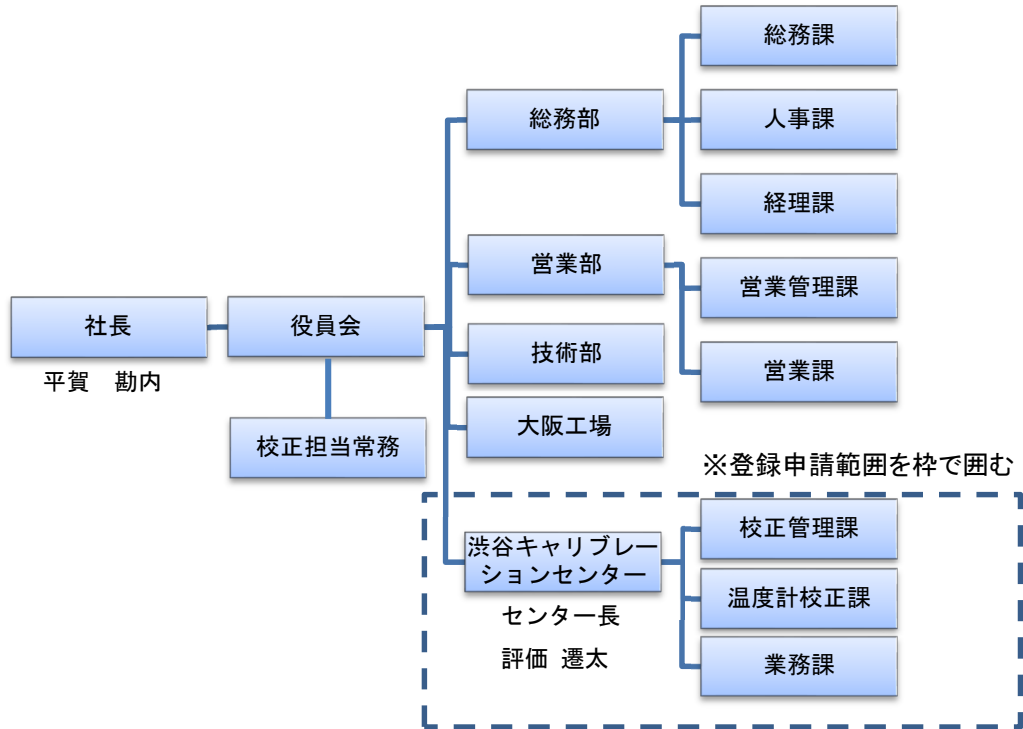 総務課
総務部
人事課
経理課
営業部
営業管理課
社長
役員会
技術部
営業課
平賀　勘内
校正担当常務
大阪工場
※登録申請範囲を枠で囲む
渋谷キャリブレー
ションセンター
校正管理課
センター長
温度計校正課
評価 遷太
業務課